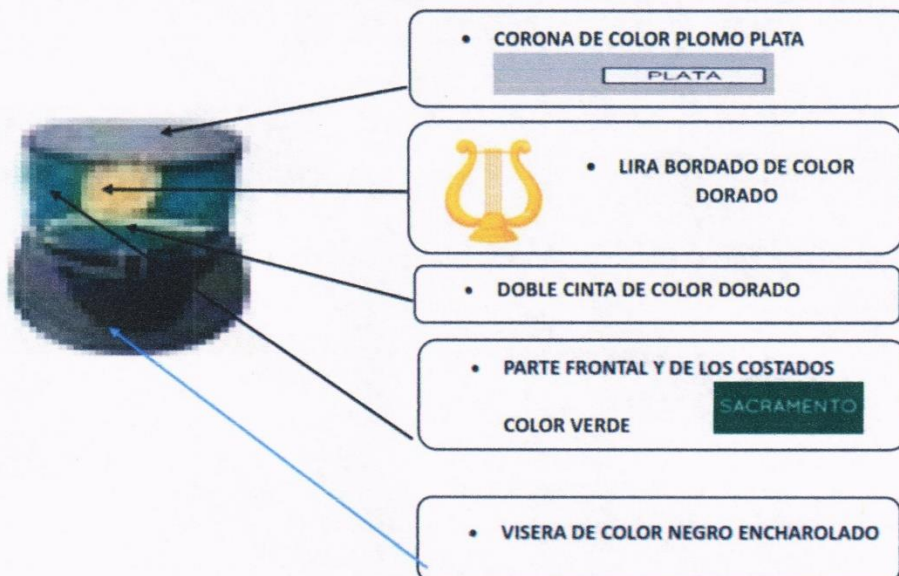 • CORONA DE COLOR PLOMO PLATA
PLATA
• LIRA BORDADO DE COLOR
DORADO
• DOBLE CINTA DE COLOR DORADO
• PARTE FRONTAL Y DE LOS COSTADOS
SACRAMENTO
COLOR VERDE
• VISERA DE COLOR NEGRO ENCHAROLADO